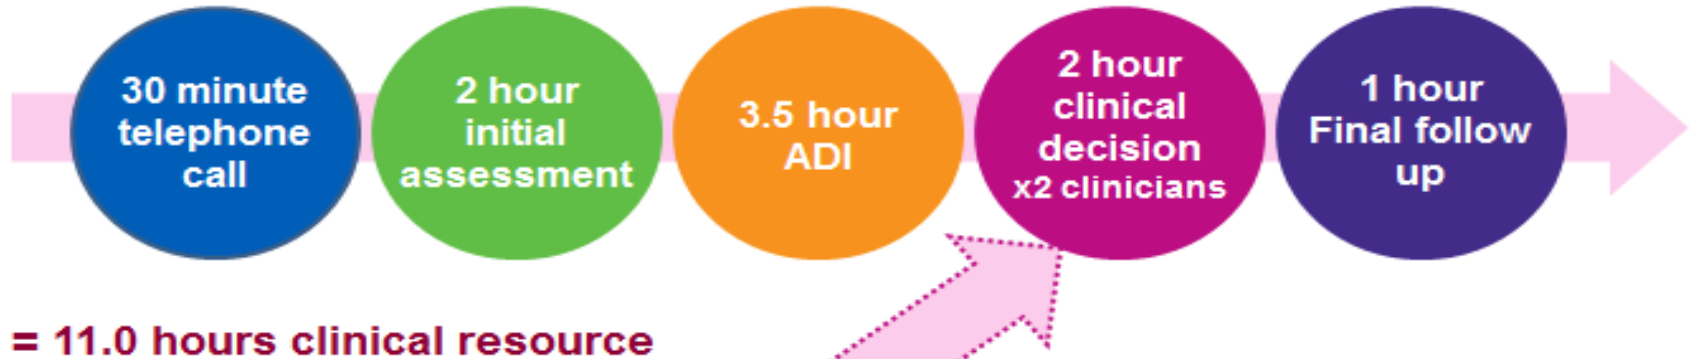 30 minute
telephone
call
2 hour
initial
assessment
3.5 hour
ADI
2 hour
clinical
decision
x2 clinicians
1 hour
Final follow
up
= 11.0 hours clinical resource